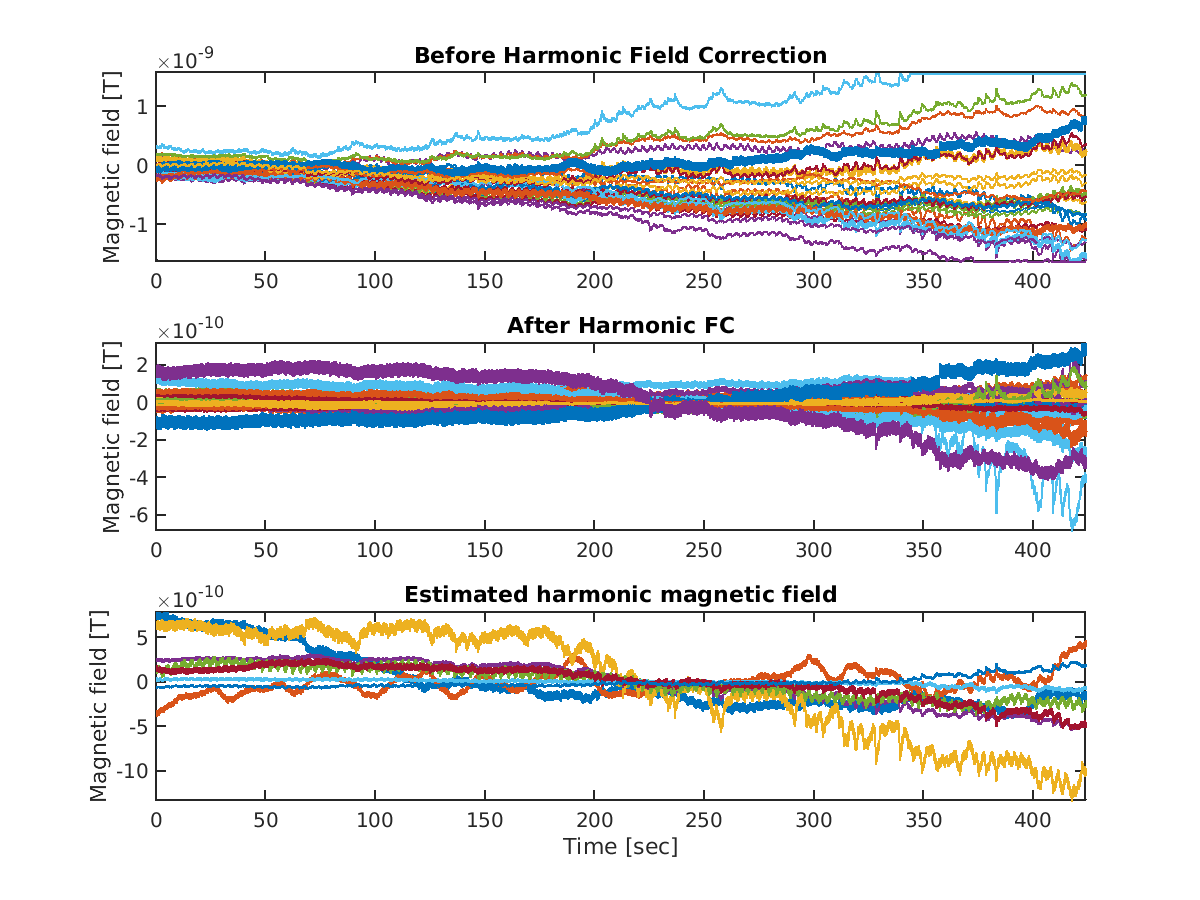 Before Harmonic Field Correction
×10⁻⁹
Magnetic field [T]
1
0
-1
0 50 100 150 200 250 300 350 400
After Harmonic FC
×10⁻¹⁰
Magnetic field [T]
2
0
-2
-4
-6
0 50 100 150 200 250 300 350 400
Estimated harmonic magnetic field
×10⁻¹⁰
Magnetic field [T]
5
0
-5
-10
0 50 100 150 200 250 300 350 400
Time [sec]